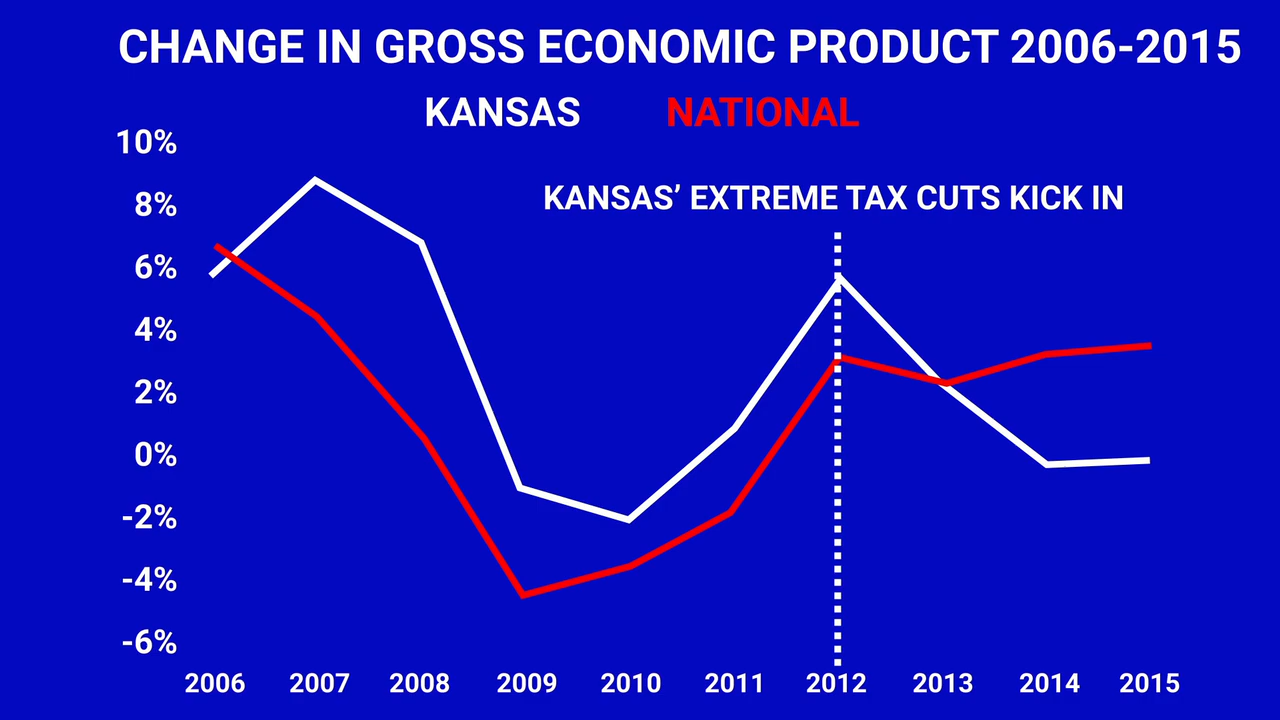 CHANGE IN GROSS ECONOMIC PRODUCT 2006-2015
KANSAS NATIONAL
10%
KANSAS’ EXTREME TAX CUTS KICK IN
8%
6%
4%
2%
0%
-2%
-4%
-6%
2006 2007 2008 2009 2010 2011 2012 2013 2014 2015